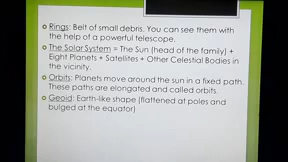 Rings: Belt of small debris. You can see them with
the help of a powerful telescope.
The Solar System = The Sun (head of the family) +
Eight Planets + Satellites + Other Celestial Bodies in
the vicinity.
Orbits: Planets move around the sun in a fixed path.
These paths are elongated and called orbits.
Geoid: Earth-like shape (flattened at poles and
bulged at the equator)